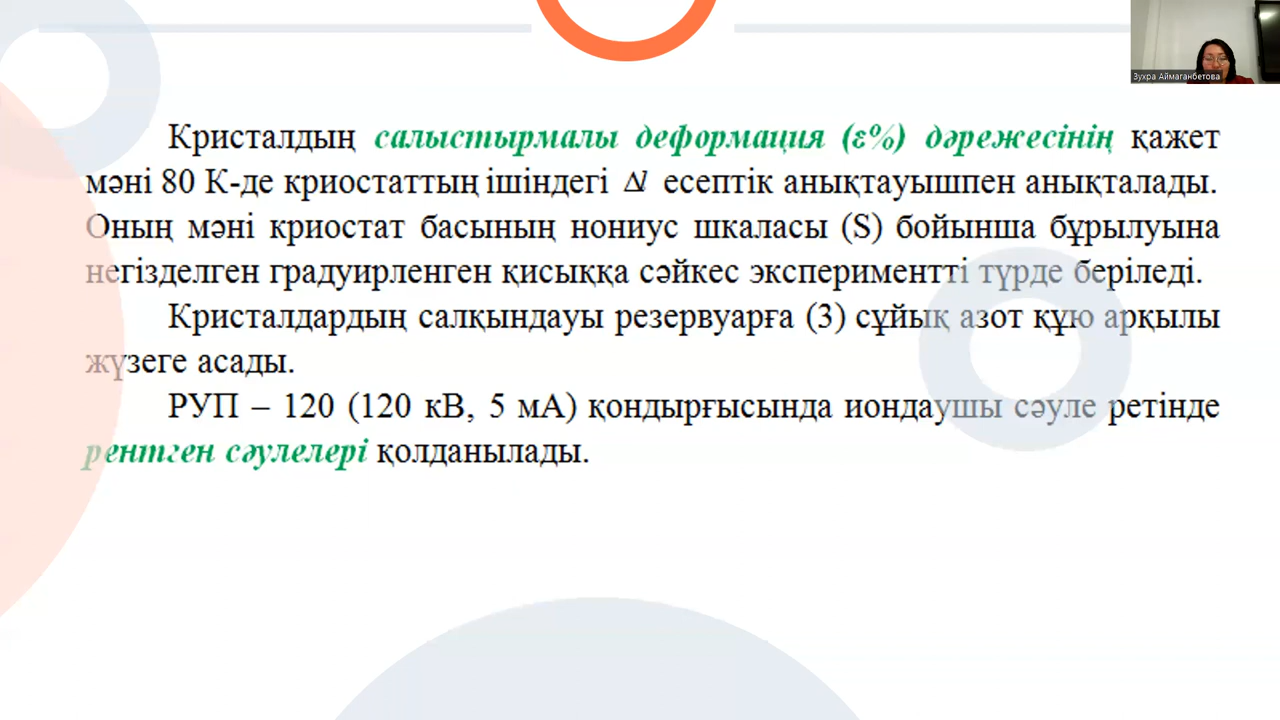 Зухра Аймаганбетова
Кристалдың салыстырмалы деформация (ε%) дәрежесінің қажет
мәні 80 К-де криостаттың ішіндегі Δl есептік анықтауышпен анықталады.
Оның мәні криостат басының нониус шкаласы (S) бойынша бұрылуына
негізделген градуирленген қисыққа сәйкес экспериментті түрде беріледі.
Кристалдардың салқындауы резервуарға (3) сұйық азот құю арқылы
жүзеге асады.
РУП – 120 (120 кВ, 5 мА) қондырғысында иондаушы сәуле ретінде
рентген сәулелері қолданылады.